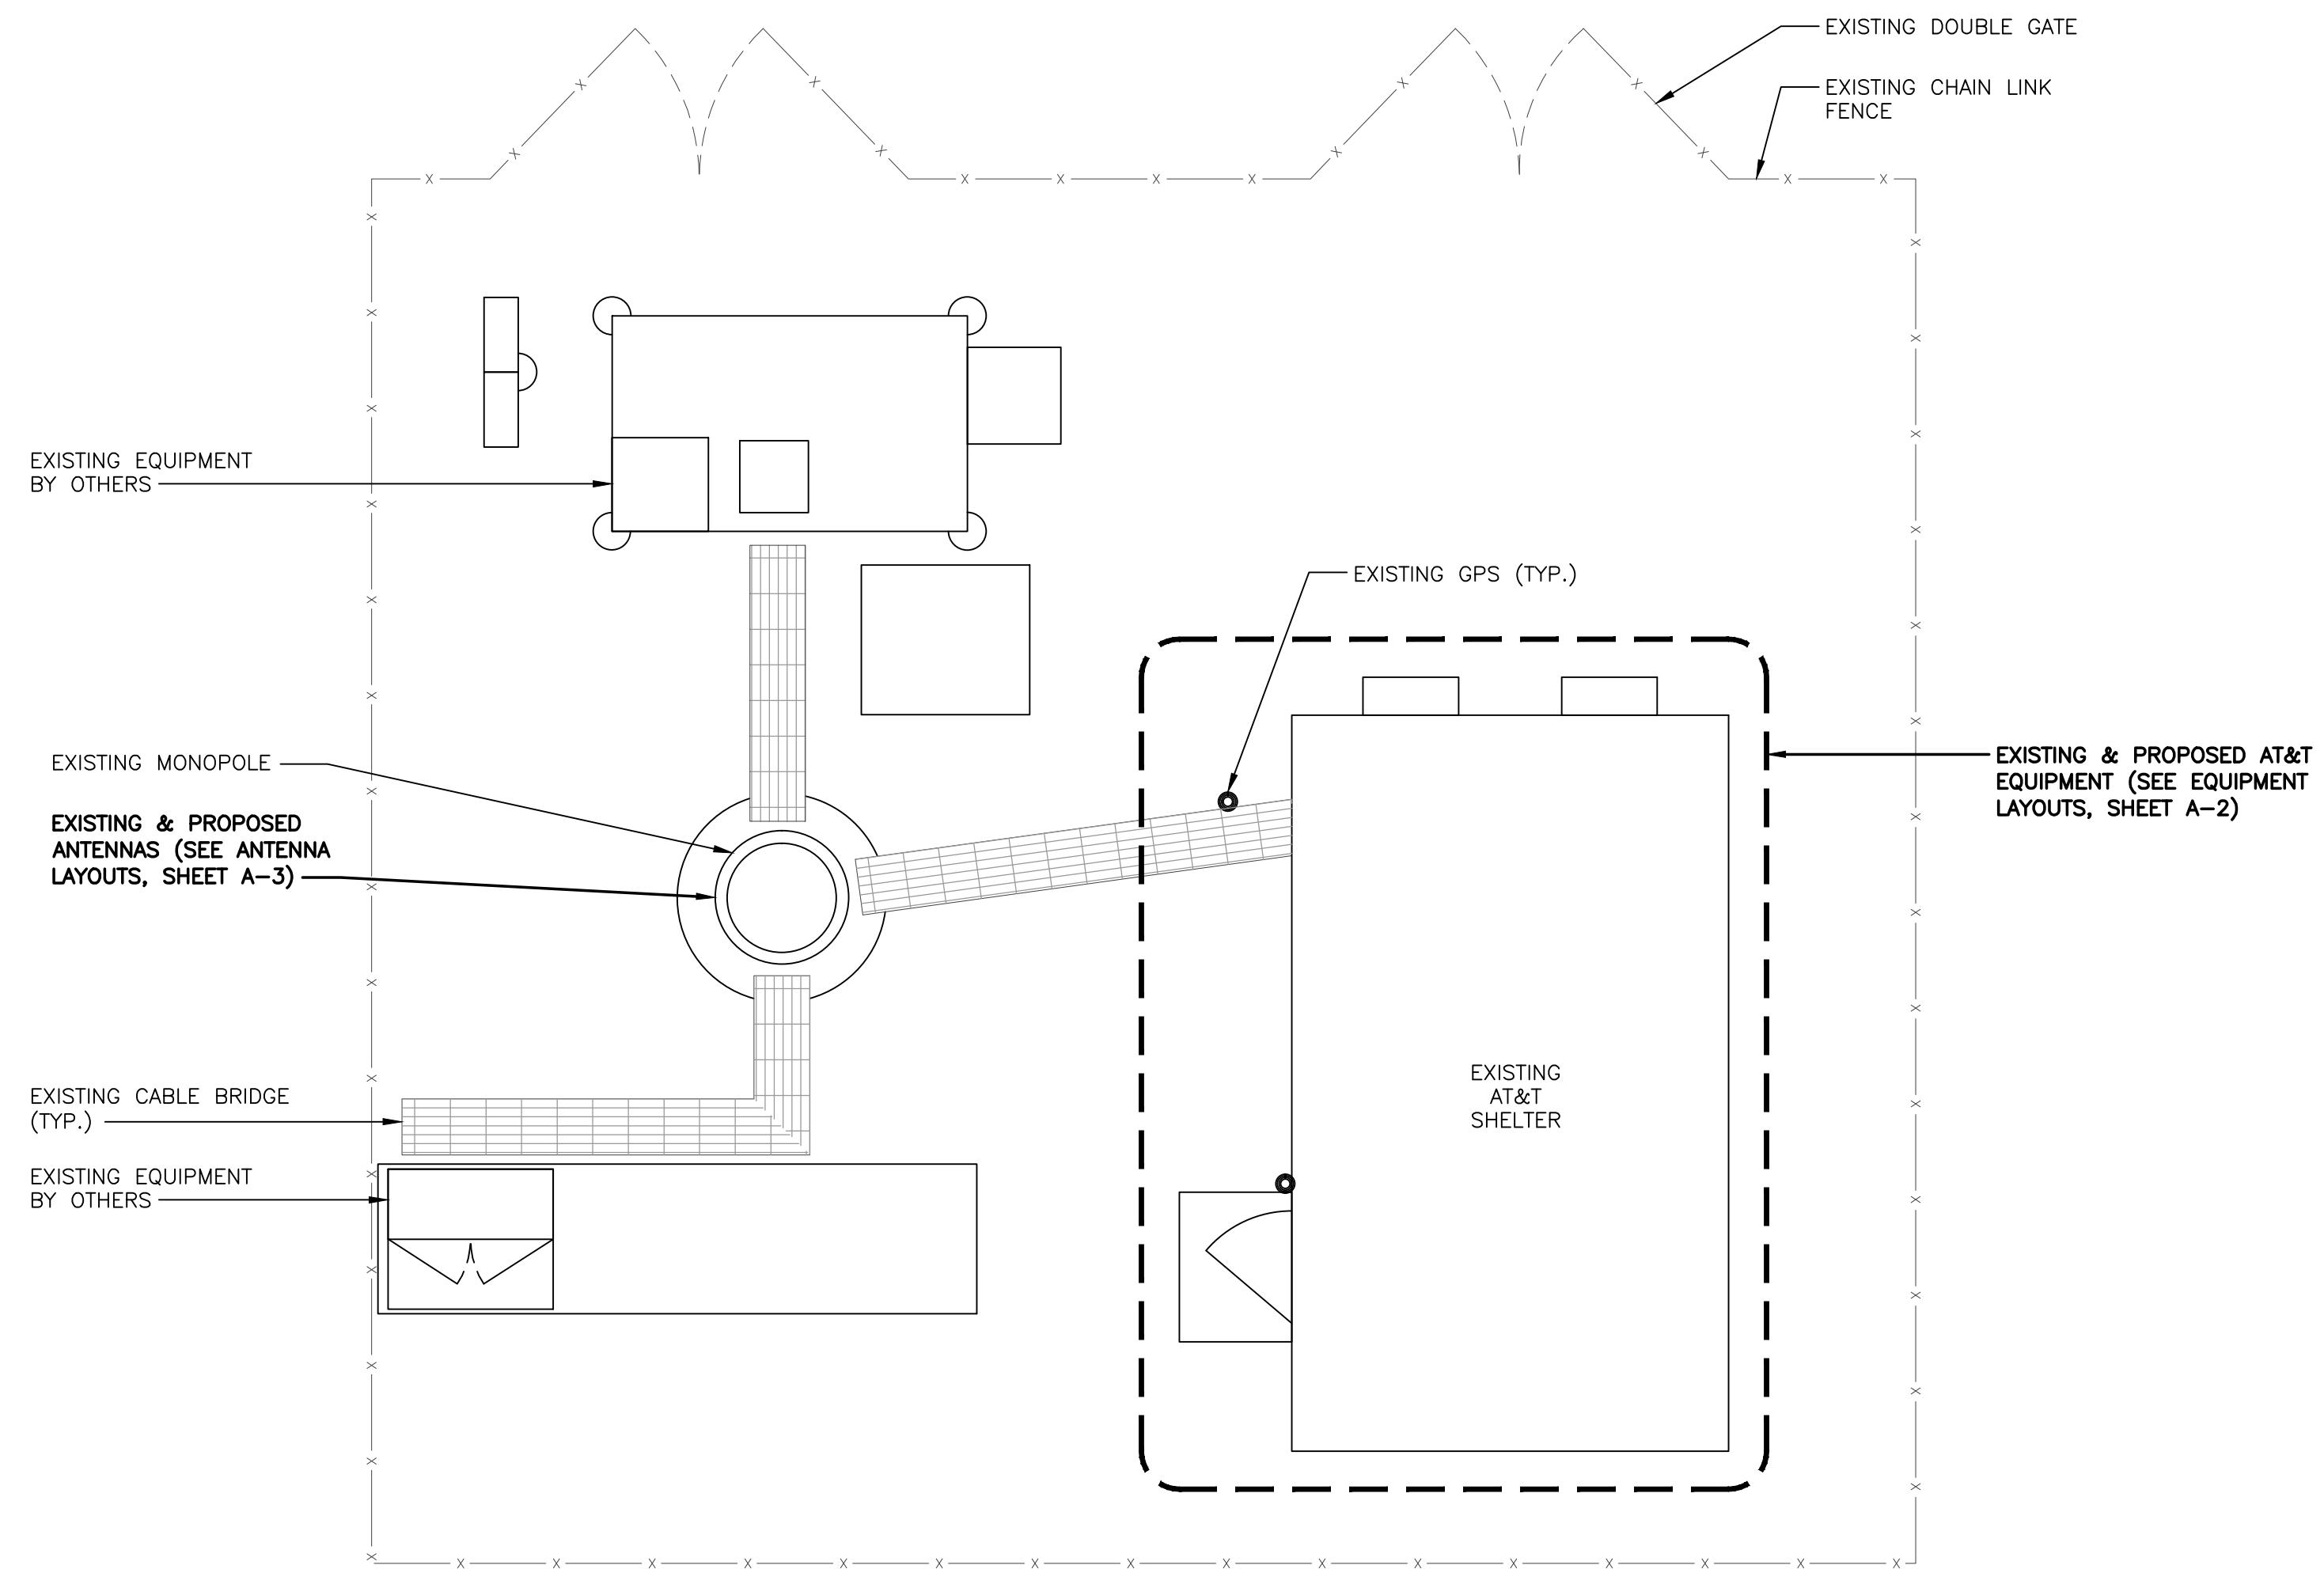 EXISTING DOUBLE GATE
EXISTING CHAIN LINK
FENCE
EXISTING EQUIPMENT
BY OTHERS
EXISTING GPS (TYP.)
EXISTING MONOPOLE
EXISTING & PROPOSED
ANTENNAS (SEE ANTENNA
LAYOUTS, SHEET A-3)
EXISTING & PROPOSED AT&T
EQUIPMENT (SEE EQUIPMENT
LAYOUTS, SHEET A-2)
EXISTING
AT&T
SHELTER
EXISTING CABLE BRIDGE
(TYP.)
EXISTING EQUIPMENT
BY OTHERS